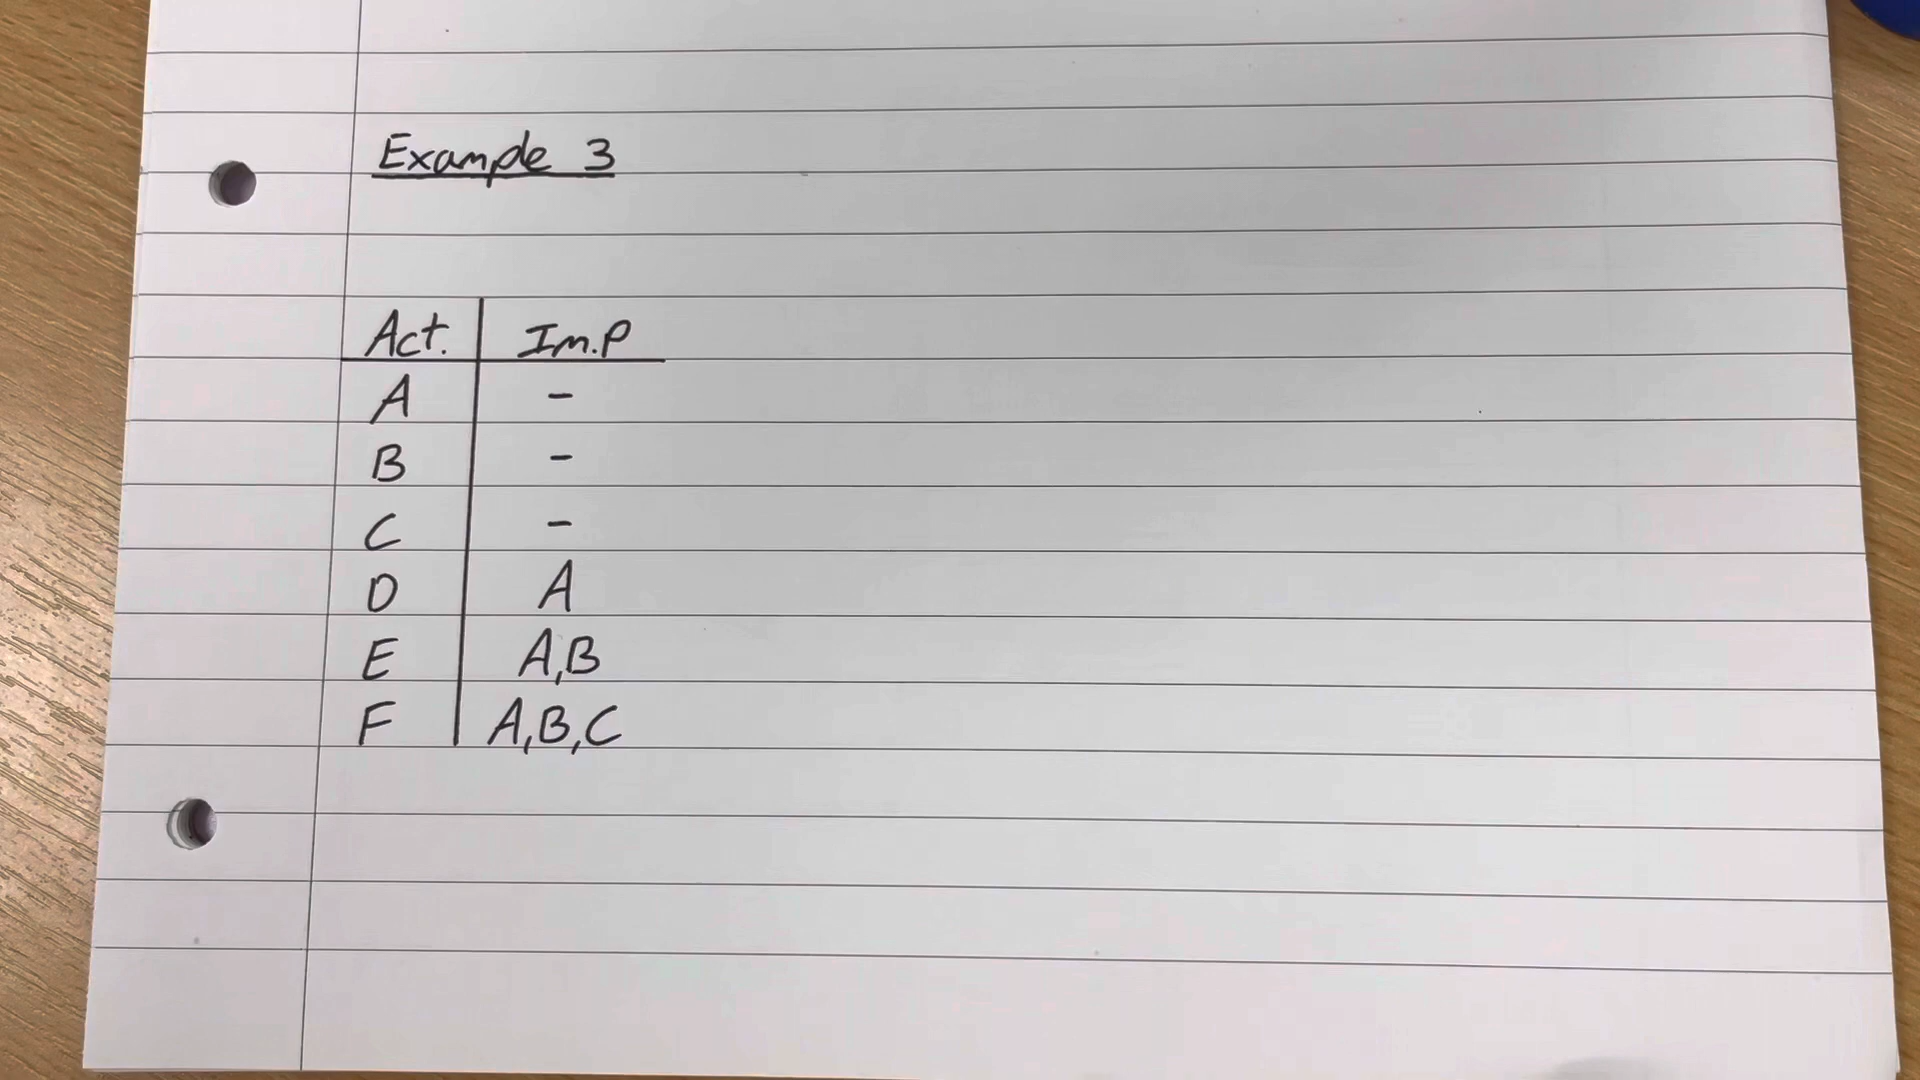 Example 3
Act. Im.P
A -
B -
C -
D A
E A,B
F A,B,C